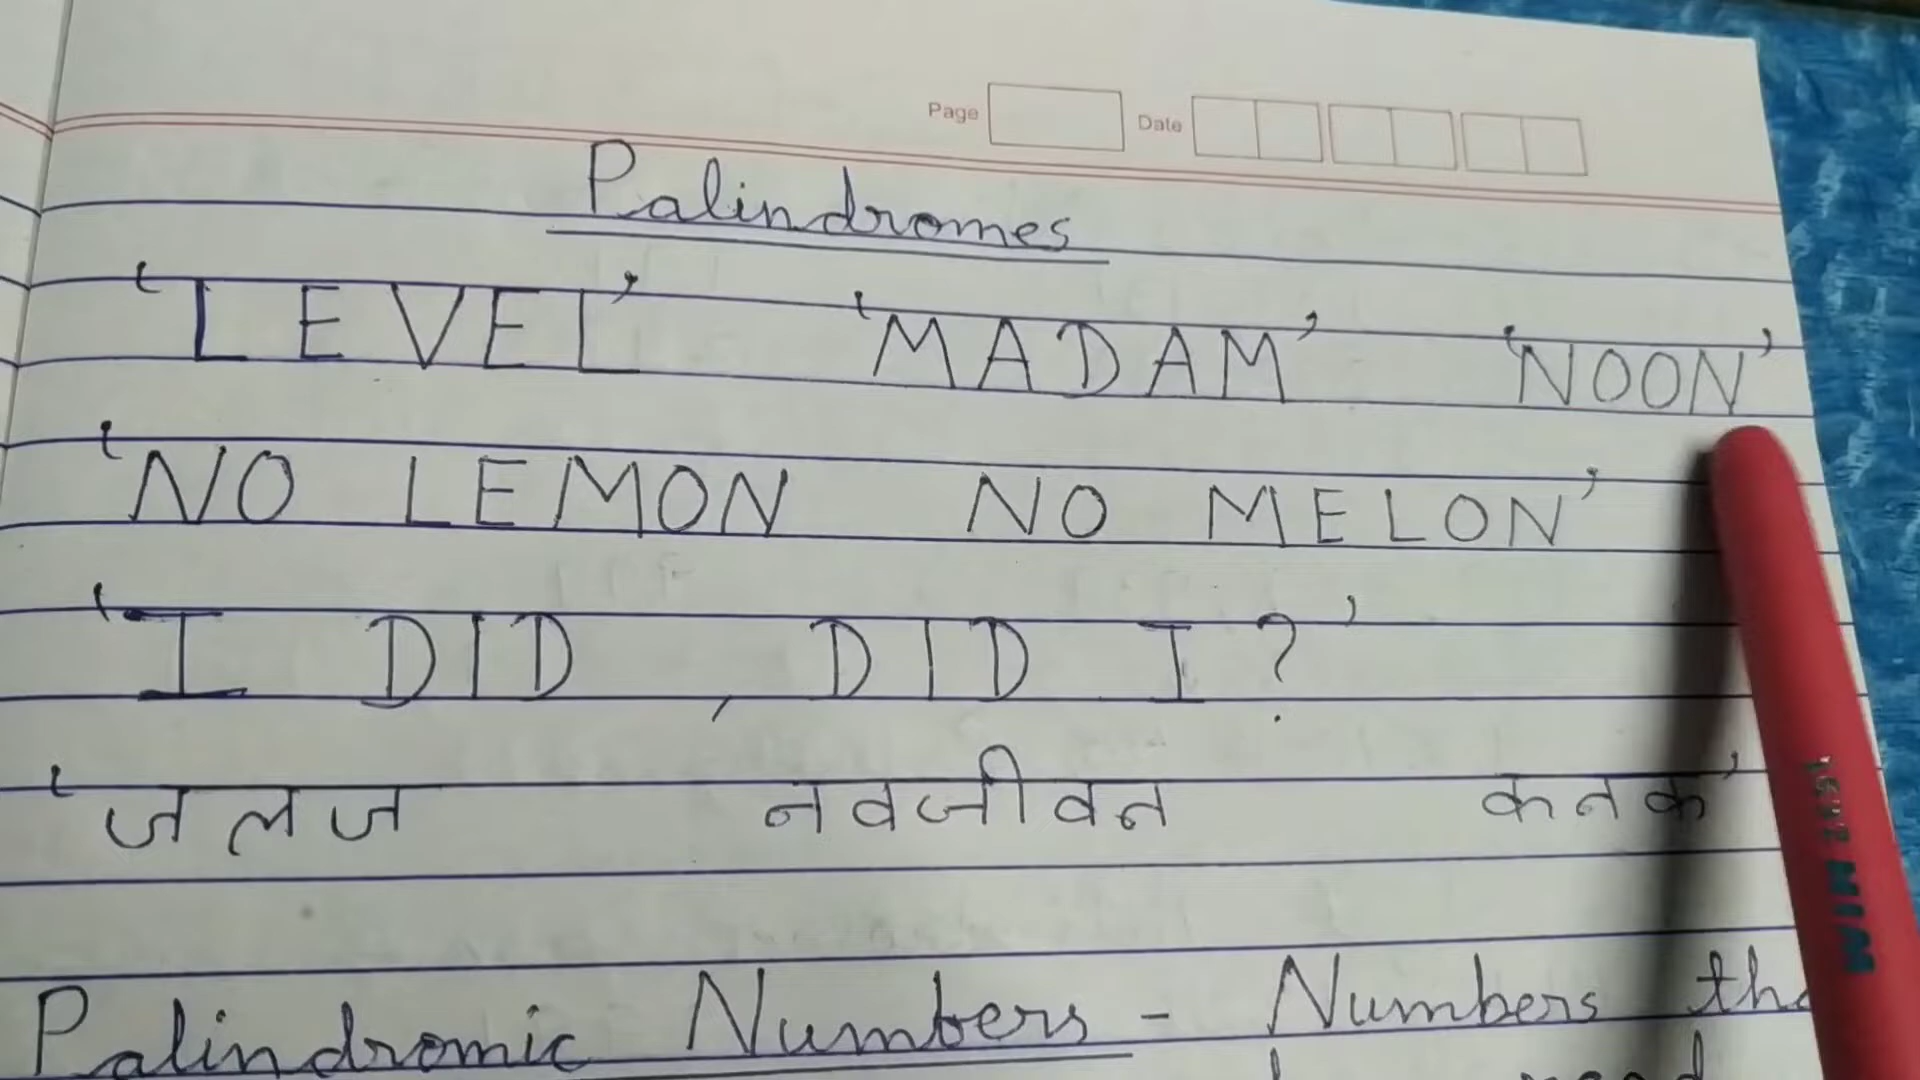 Page Date
Palindromes
'LEVEL' 'MADAM' 'NOON'
'NO LEMON NO MELON'
'I DID , DID I ?'
'जलज नवजीवन कनक'
Palindromic Numbers - Numbers
read